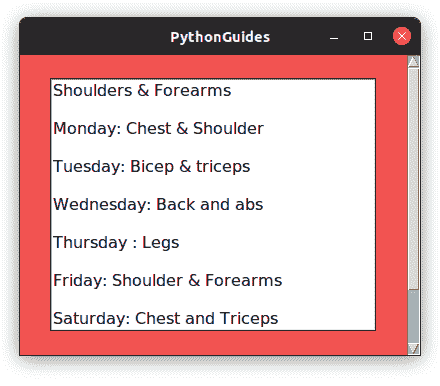 PythonGuides
Shoulders & Forearms
Monday: Chest & Shoulder
Tuesday: Bicep & triceps
Wednesday: Back and abs
Thursday : Legs
Friday: Shoulder & Forearms
Saturday: Chest and Triceps